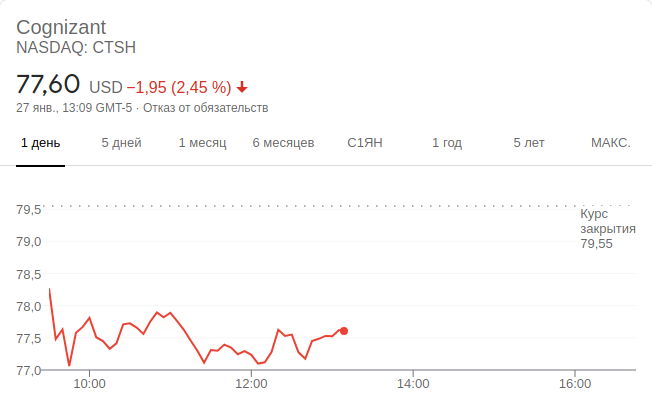 Cognizant
NASDAQ: CTSH
77,60 USD −1,95 (2,45 %)
27 янв., 13:09 GMT-5 · Отказ от обязательств
1 день 5 дней 1 месяц 6 месяцев С1ЯН 1 год 5 лет МАКС.
79,5
Курс
закрытия
79,55
79,0
78,5
78,0
77,5
77,0
10:00 12:00 14:00 16:00